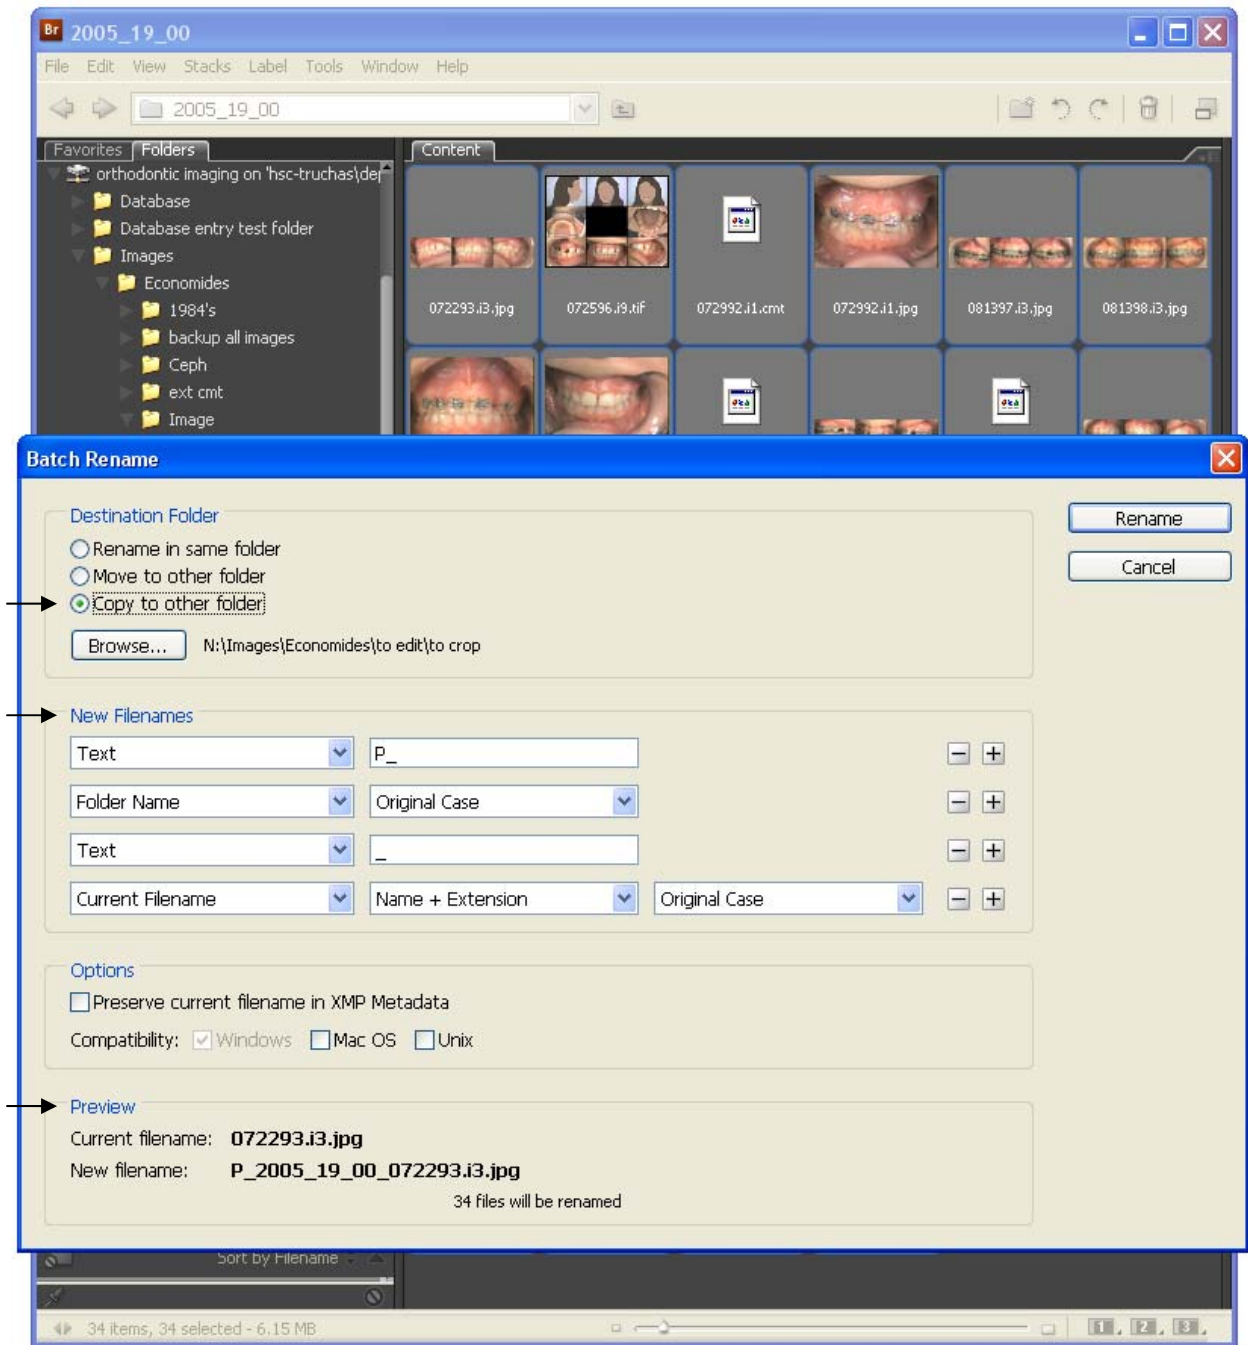 Br 2005_19_00
File Edit View Stacks Label Tools Window Help
2005_19_00
Favorites Folders Content
orthodontic imaging on 'hsc-truchas\dep
Database
Database entry test folder
Images
Economides
1984's
backup all images
Ceph
ext cmt
Image
072293.i3.jpg 072596.i9.tif 072992.i1.cmt 072992.i1.jpg 081397.i3.jpg 081398.i3.jpg
Batch Rename
Destination Folder
Rename in same folder
Move to other folder
Copy to other folder
Browse... N:\Images\Economides\to edit\to crop
Rename
Cancel
New Filenames
Text P_
Folder Name Original Case
Text _
Current Filename Name + Extension Original Case
Options
Preserve current filename in XMP Metadata
Compatibility: Windows Mac OS Unix
Preview
Current filename: 072293.i3.jpg
New filename: P_2005_19_00_072293.i3.jpg
34 files will be renamed
Sort by Filename
34 items, 34 selected - 6.15 MB 1 2 3